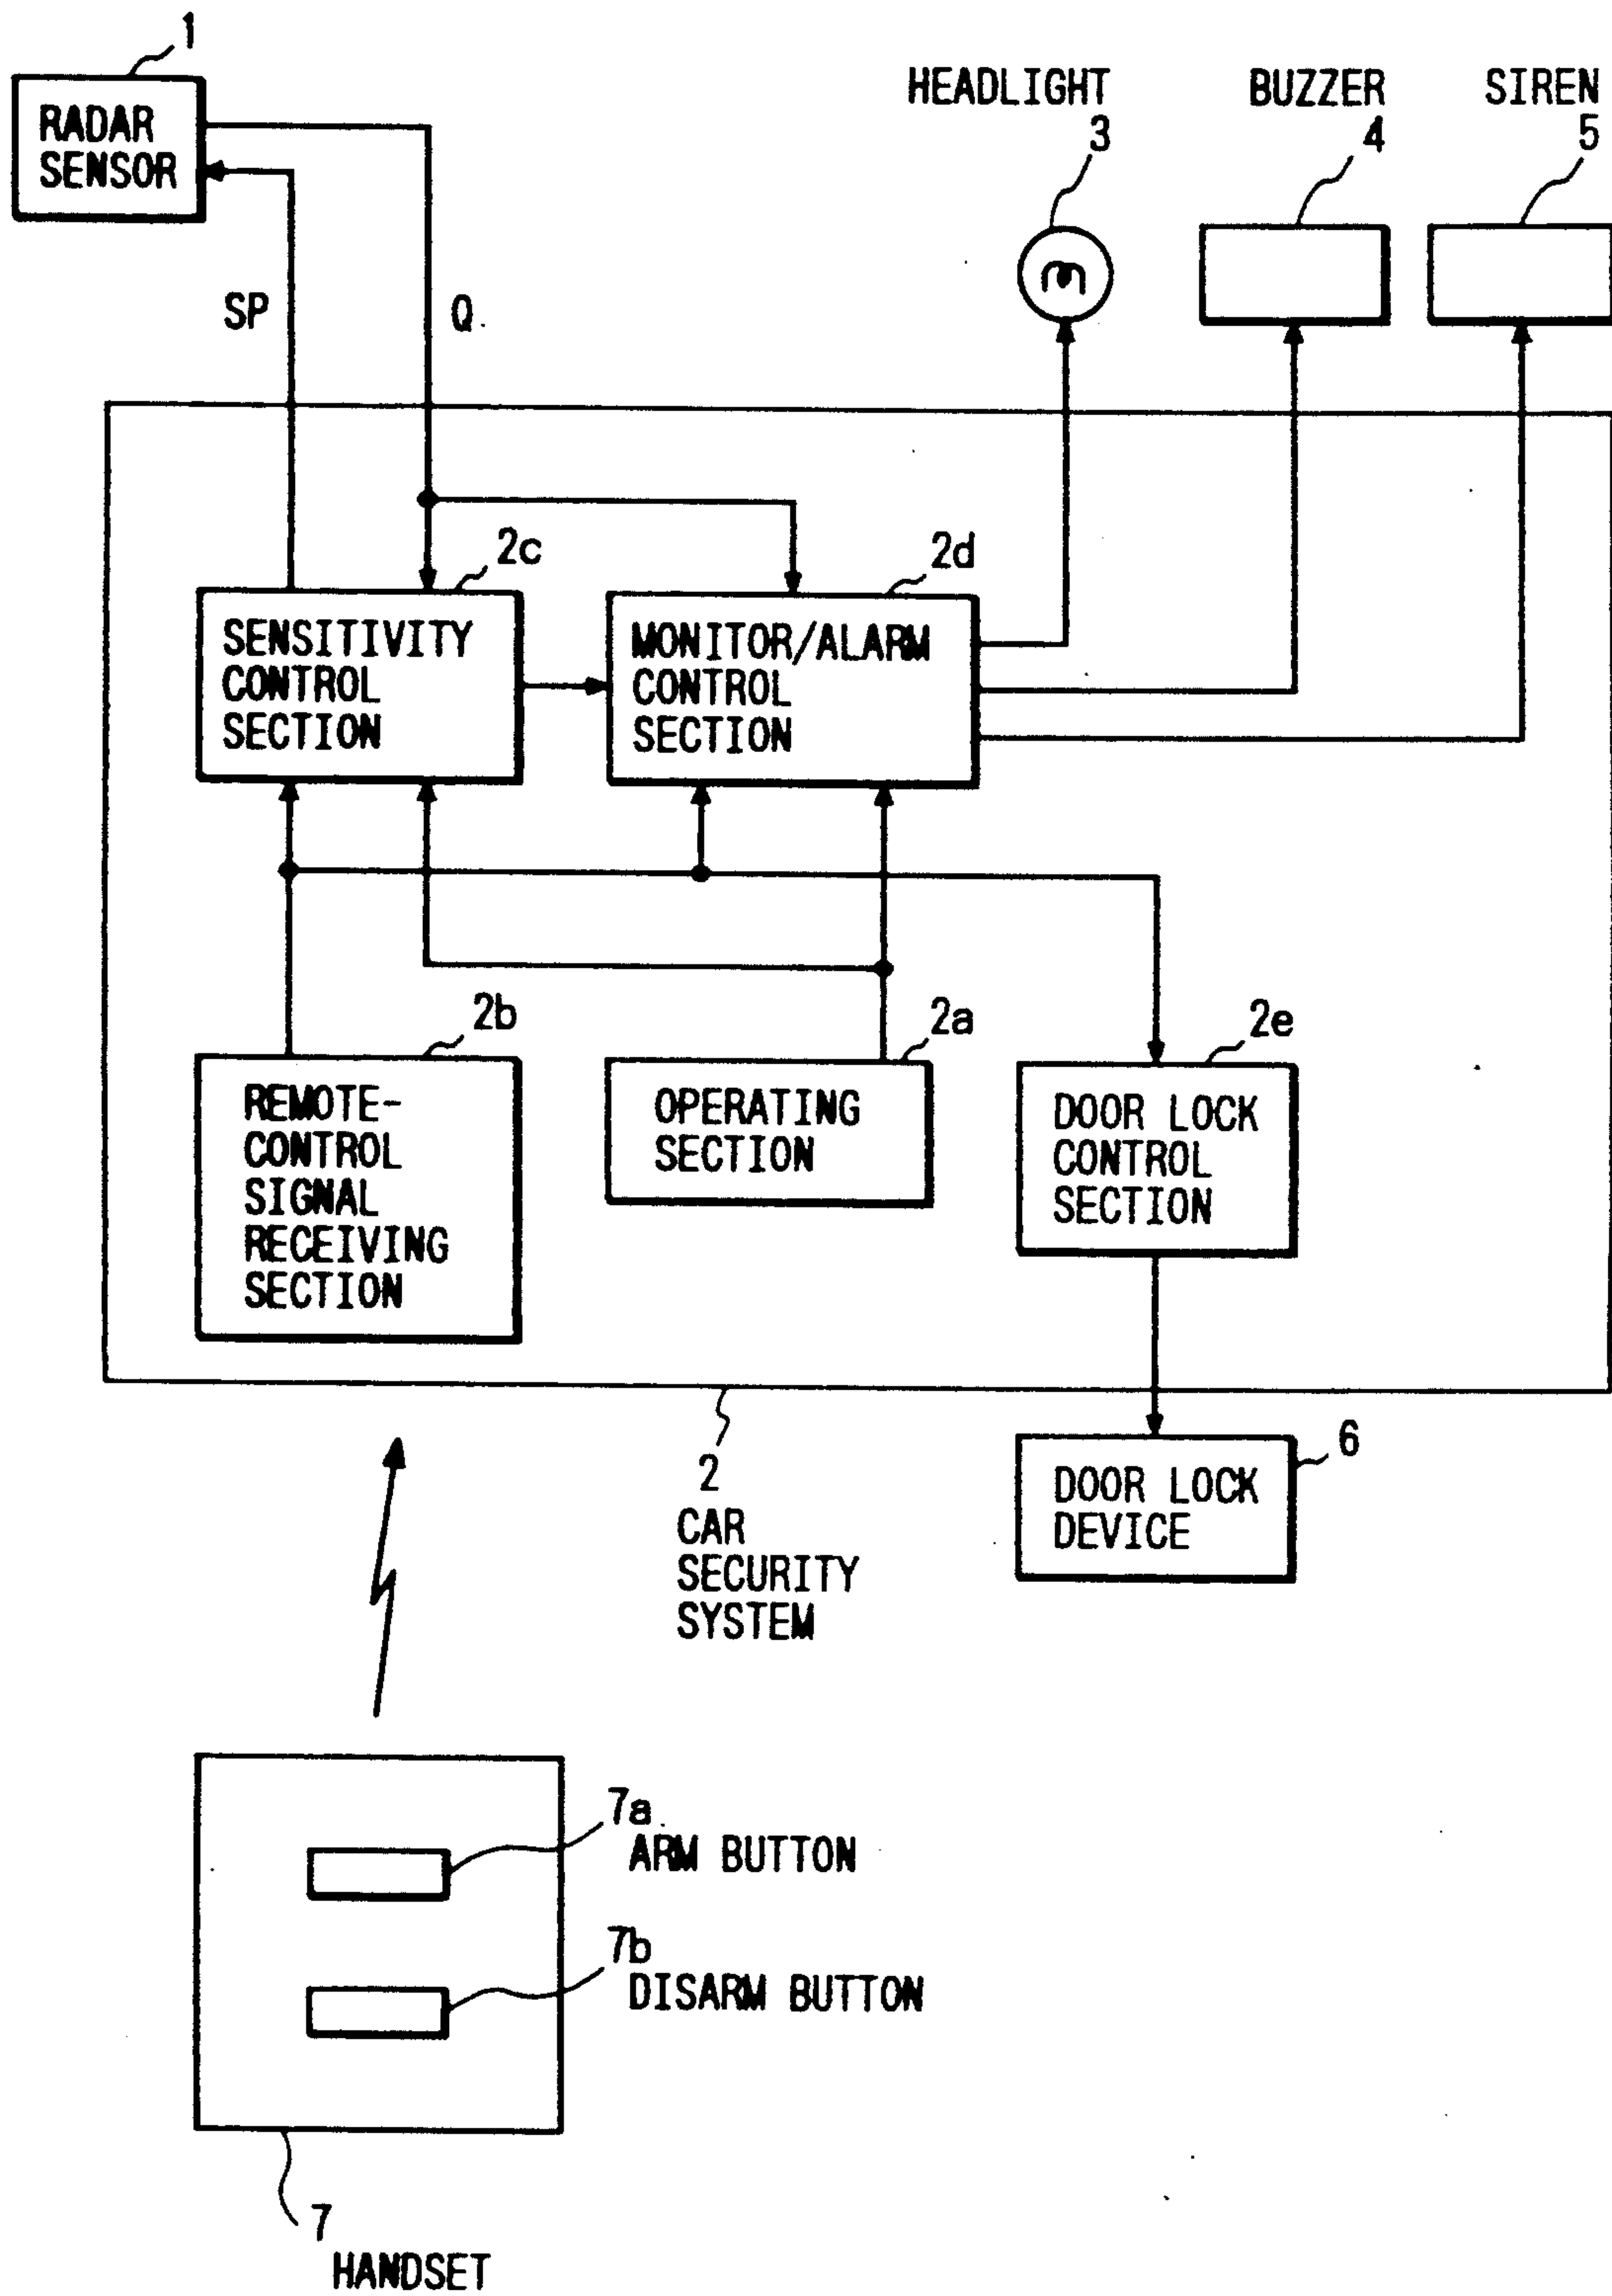 1
RADAR
SENSOR
HEADLIGHT
3
BUZZER
4
SIREN
5
SP
Q
2c
SENSITIVITY
CONTROL
SECTION
2d
MONITOR/ALARM
CONTROL
SECTION
2b
REMOTE-
CONTROL
SIGNAL
RECEIVING
SECTION
2a
OPERATING
SECTION
2e
DOOR LOCK
CONTROL
SECTION
2
CAR
SECURITY
SYSTEM
6
DOOR LOCK
DEVICE
7a
ARM BUTTON
7b
DISARM BUTTON
7
HANDSET